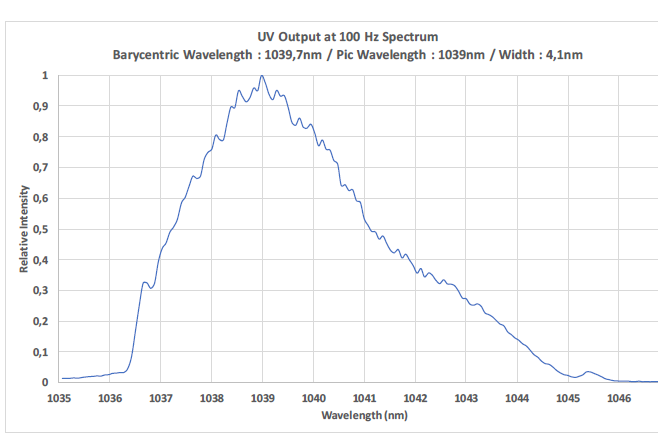 UV Output at 100 Hz Spectrum
Barycentric Wavelength : 1039,7nm / Pic Wavelength : 1039nm / Width : 4,1nm
1
0,9
0,8
0,7
0,6
0,5
0,4
0,3
0,2
0,1
0
Relative Intensity
1035 1036 1037 1038 1039 1040 1041 1042 1043 1044 1045 1046
Wavelength (nm)